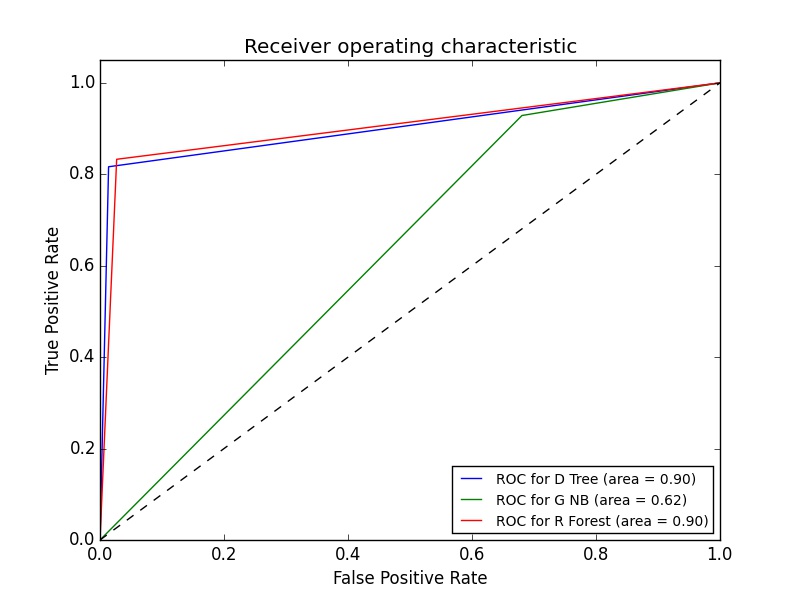 Receiver operating characteristic
1.0
0.8
0.6
0.4
0.2
0.0
True Positive Rate
ROC for D Tree (area = 0.90)
ROC for G NB (area = 0.62)
ROC for R Forest (area = 0.90)
0.0 0.2 0.4 0.6 0.8 1.0
False Positive Rate